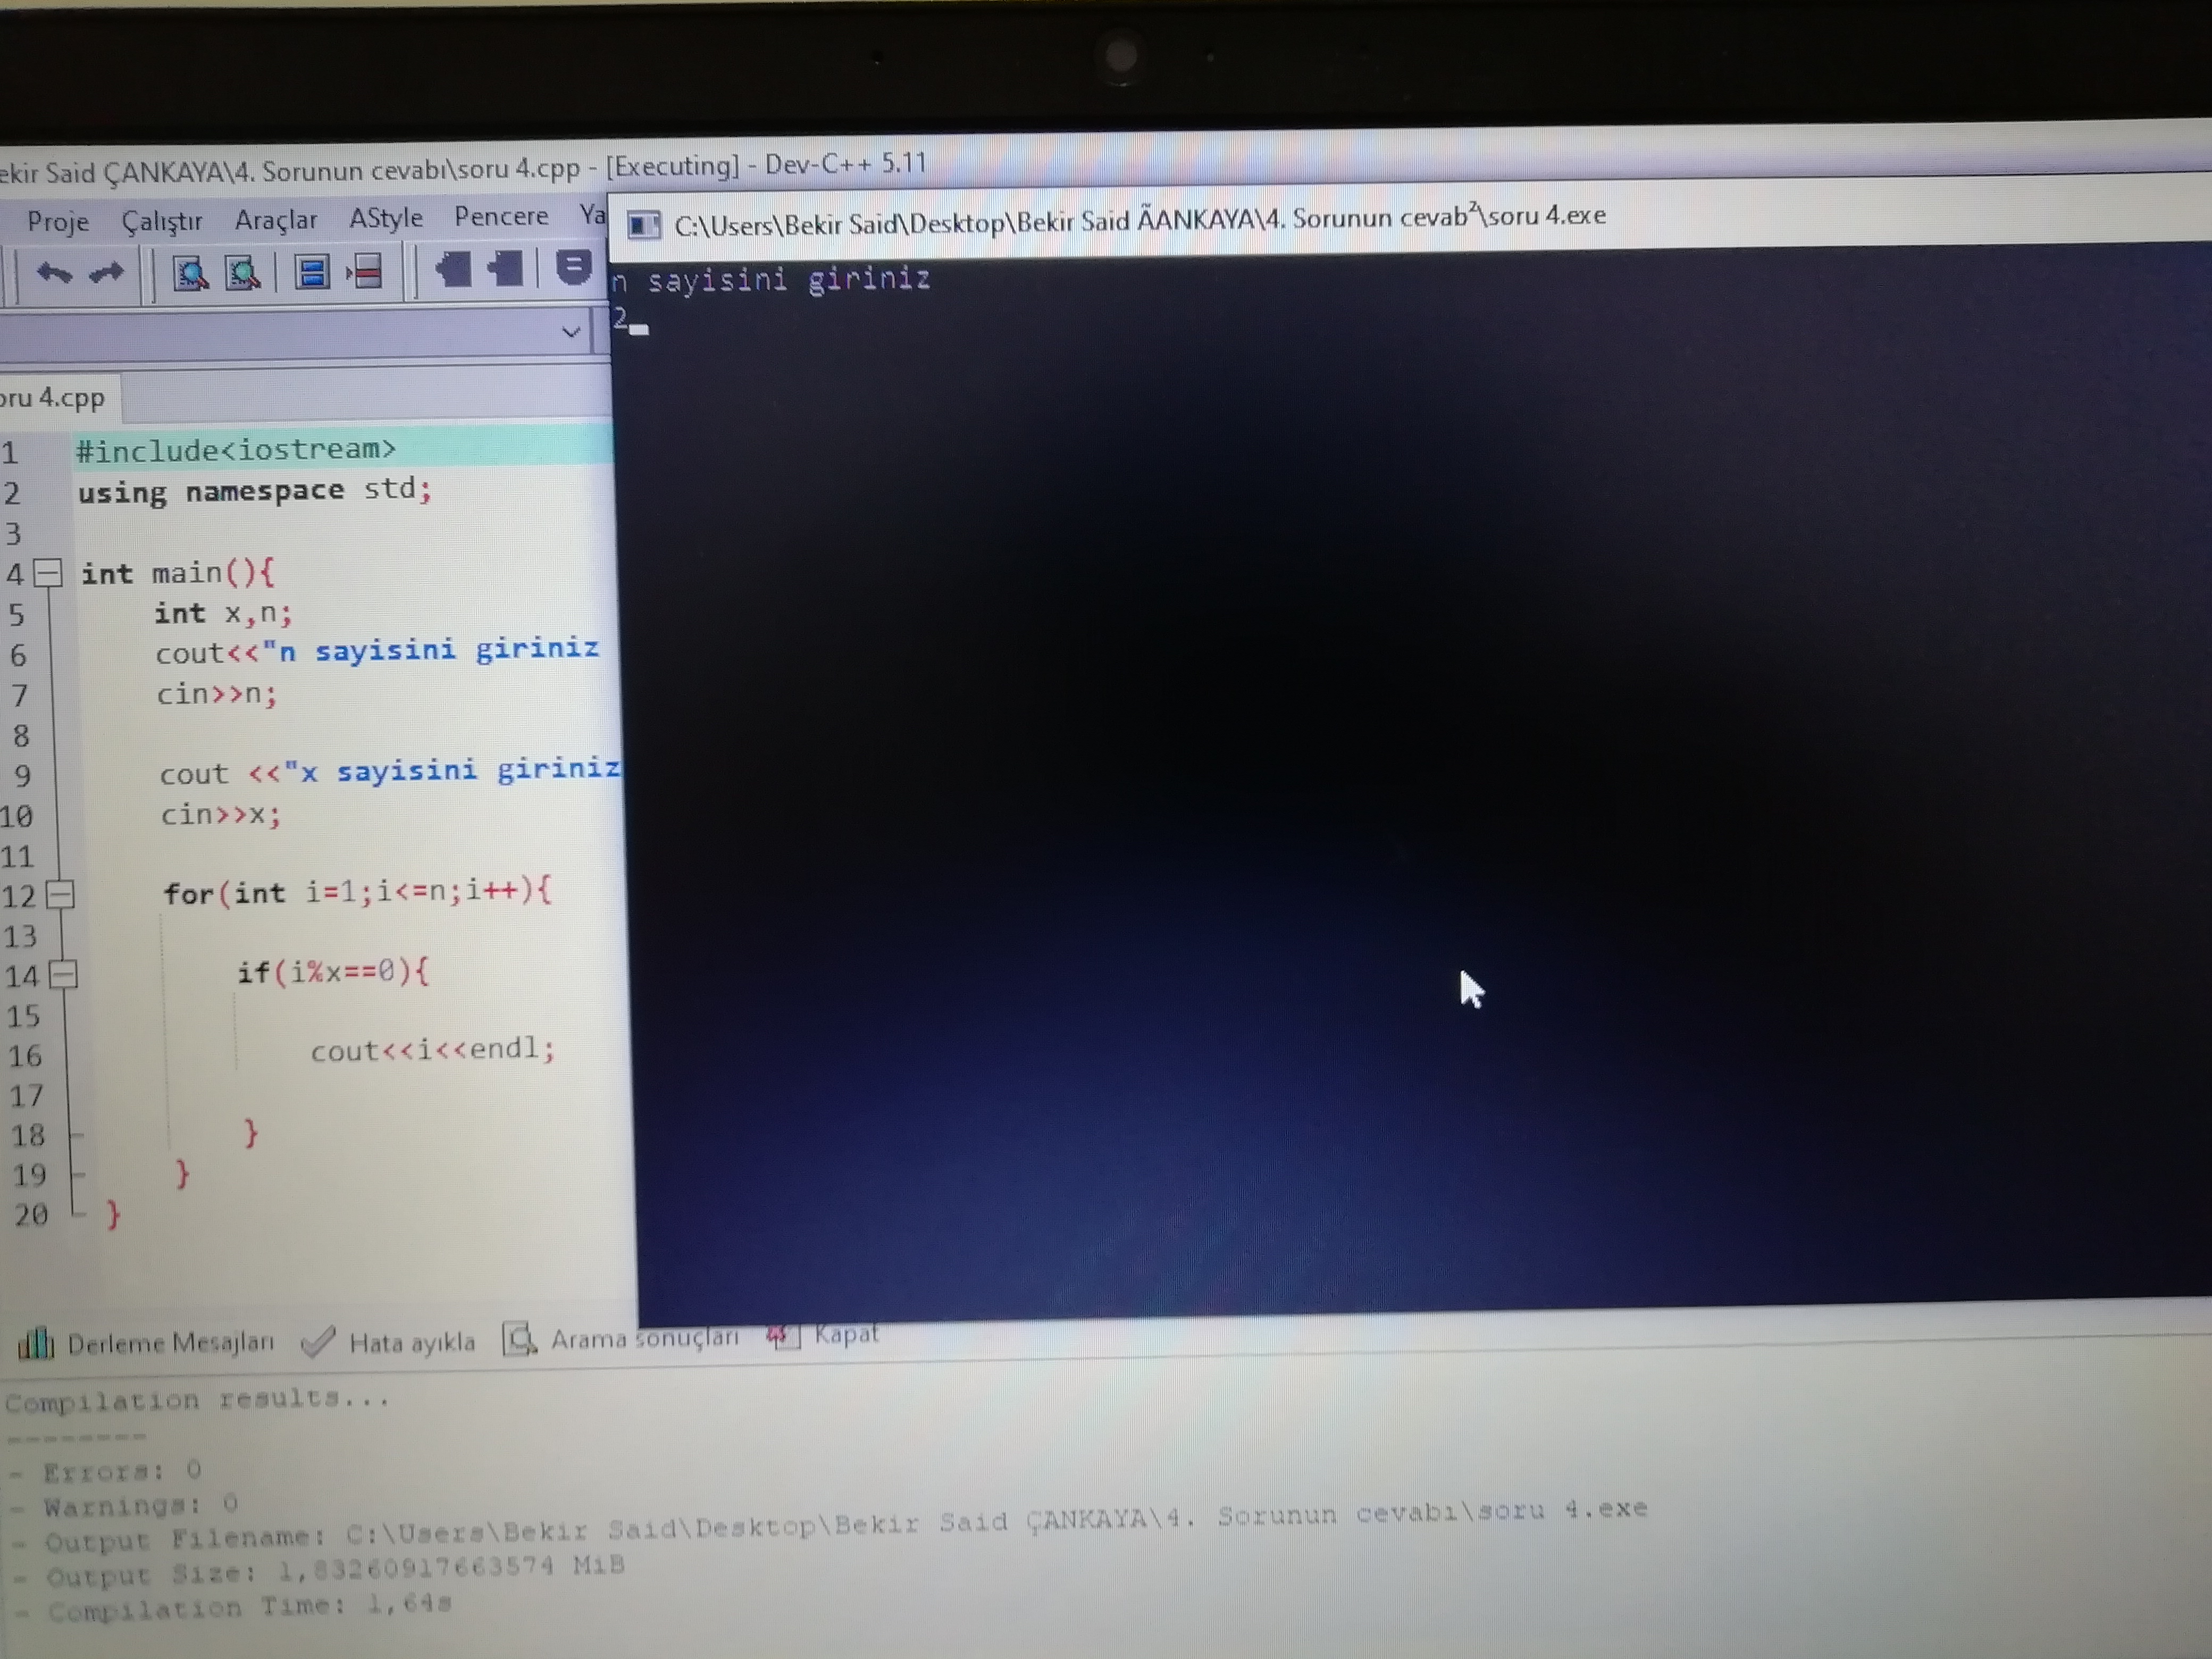 ekir Said ÇANKAYA\4. Sorunun cevabı\soru 4.cpp - [Executing] - Dev-C++ 5.11
Proje Çalıştır Araçlar AStyle Pencere Ya
C:\Users\Bekir Said\Desktop\Bekir Said ÃANKAYA\4. Sorunun cevab²\soru 4.exe
n sayisini giriniz
2
oru 4.cpp
1 #include<iostream>
2 using namespace std;
3
4 int main(){
5 int x,n;
6 cout<<"n sayisini giriniz
7 cin>>n;
8
9 cout <<"x sayisini giriniz
10 cin>>x;
11
12 for(int i=1;i<=n;i++){
13
14 if(i%x==0){
15
16 cout<<i<<endl;
17
18 }
19 }
20 }
Derleme Mesajları Hata ayıkla Arama sonuçları Kapat
Compilation results...
--------
- Errors: 0
- Warnings: 0
- Output Filename: C:\Users\Bekir Said\Desktop\Bekir Said ÇANKAYA\4. Sorunun cevabı\soru 4.exe
- Output Size: 1,83260917663574 MiB
- Compilation Time: 1,64s